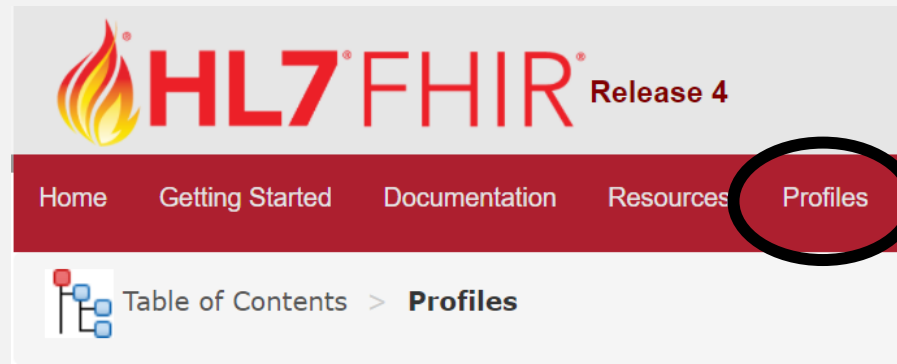 HL7® FHIR® Release 4
Home Getting Started Documentation Resources Profiles
Table of Contents > Profiles